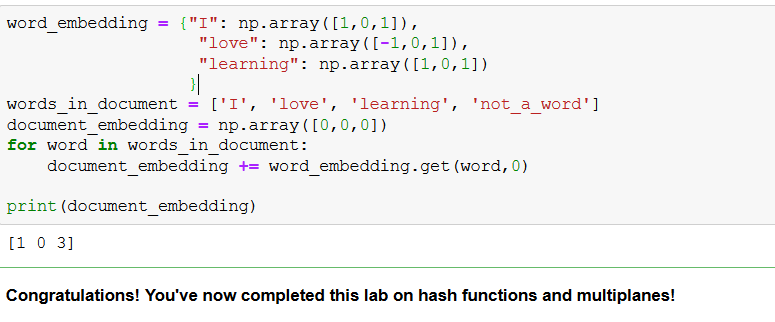 word_embedding = {"I": np.array([1,0,1]),
                   "love": np.array([-1,0,1]),
                   "learning": np.array([1,0,1])
                  }
words_in_document = ['I', 'love', 'learning', 'not_a_word']
document_embedding = np.array([0,0,0])
for word in words_in_document:
    document_embedding += word_embedding.get(word,0)
print(document_embedding)
[1 0 3]
Congratulations! You've now completed this lab on hash functions and multiplanes!